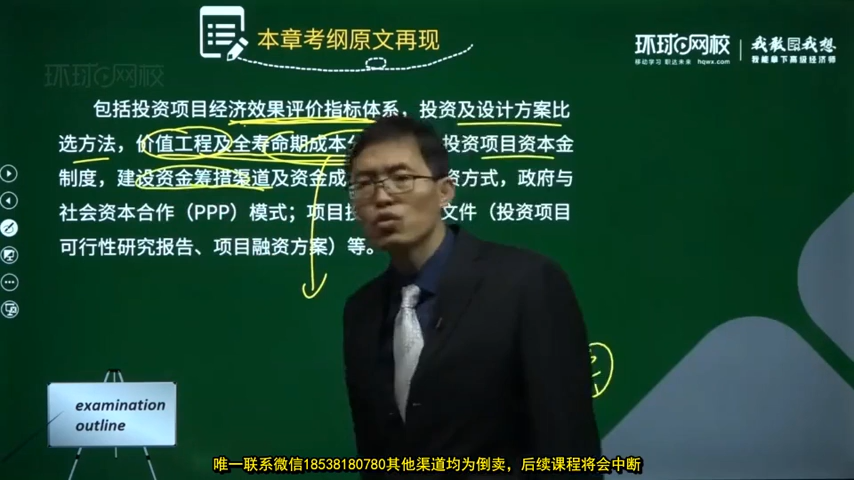 本章考纲原文再现
环球网校
移动学习 职达未来 hqwx.com
我敢我想
我能拿下高级经济师
环球网校
包括投资项目经济效果评价指标体系，投资及设计方案比
选方法，价值工程及全寿命期成本 投资项目资本金
制度，建设资金筹措渠道及资金成 资方式，政府与
社会资本合作（PPP）模式；项目投 文件（投资项目
可行性研究报告、项目融资方案）等。
examination
outline
唯一联系微信18538180780其他渠道均为倒卖，后续课程将会中断